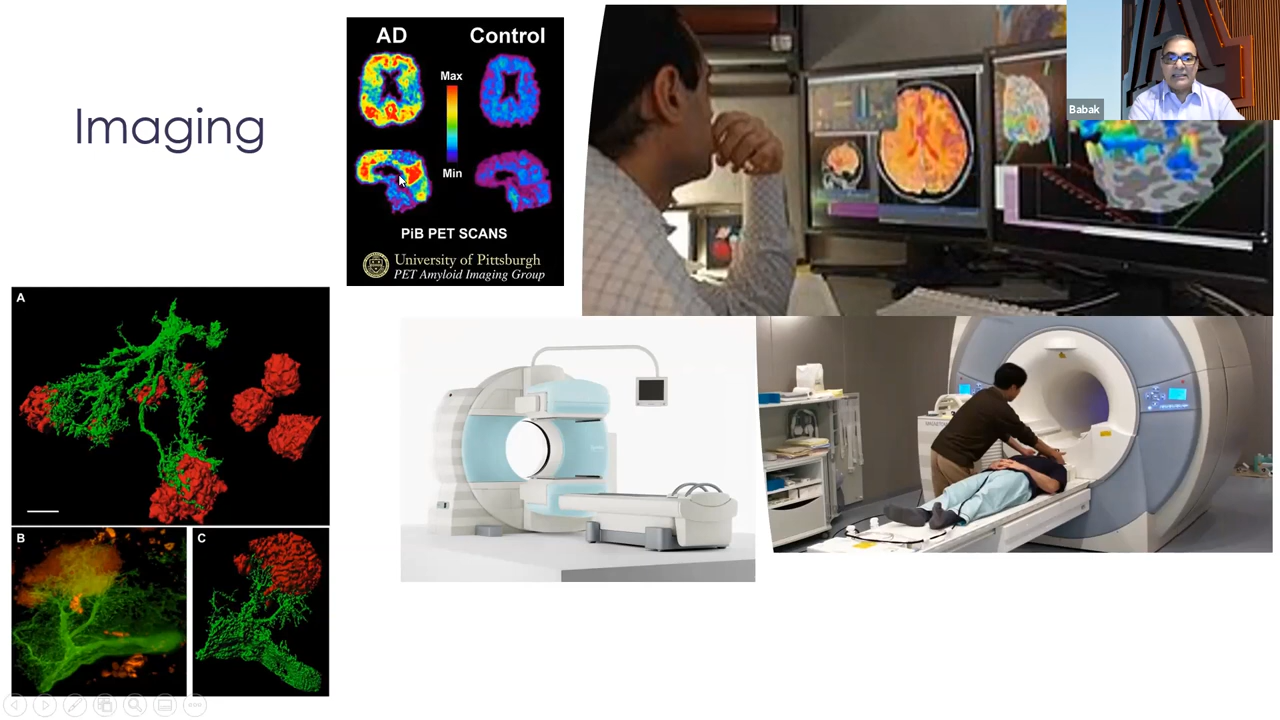 Imaging
AD
Control
Max
Min
PiB PET SCANS
University of Pittsburgh
PET Amyloid Imaging Group
Babak
A
B
C